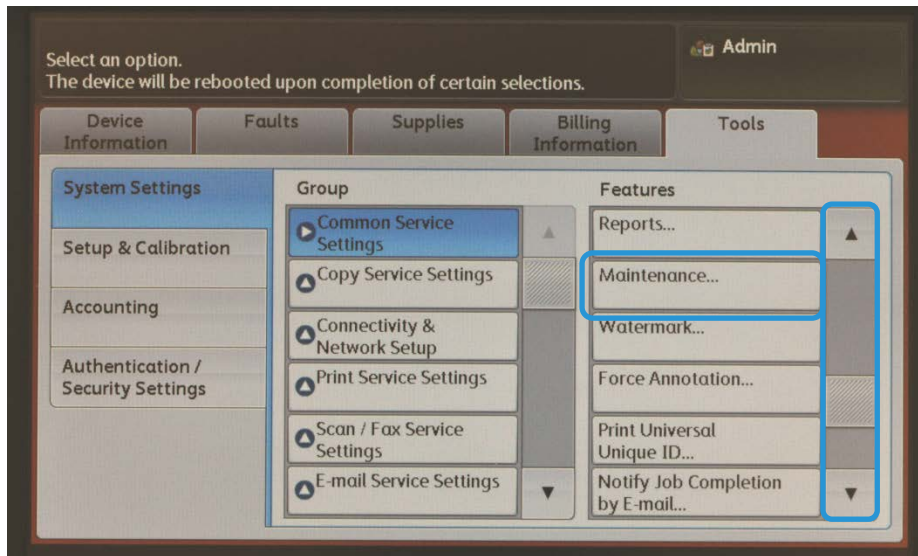 Select an option.
The device will be rebooted upon completion of certain selections.
Admin
Device
Information
Faults
Supplies
Billing
Information
Tools
System Settings
Setup & Calibration
Accounting
Authentication /
Security Settings
Group
Common Service
Settings
Copy Service Settings
Connectivity &
Network Setup
Print Service Settings
Scan / Fax Service
Settings
E-mail Service Settings
Features
Reports...
Maintenance...
Watermark...
Force Annotation...
Print Universal
Unique ID...
Notify Job Completion
by E-mail...